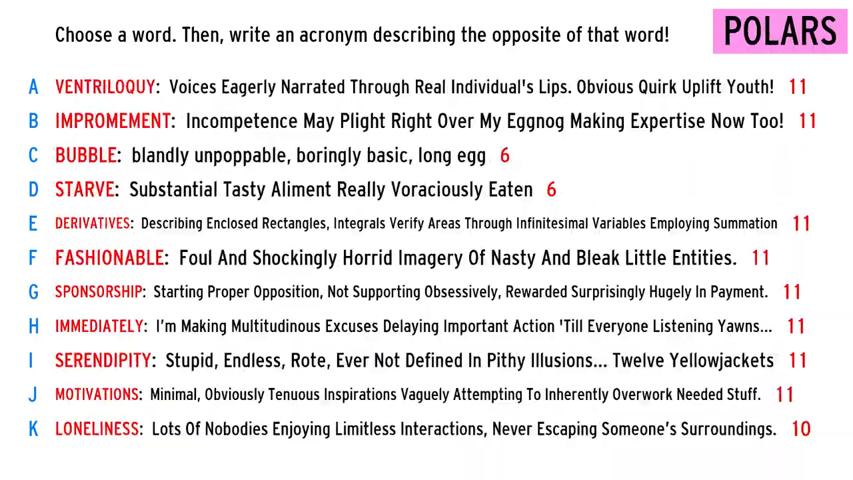 Choose a word. Then, write an acronym describing the opposite of that word! POLARS
A VENTRILOQUY: Voices Eagerly Narrated Through Real Individual's Lips. Obvious Quirk Uplift Youth! 11
B IMPROMEMENT: Incompetence May Plight Right Over My Eggnog Making Expertise Now Too! 11
C BUBBLE: blandly unpoppable, boringly basic, long egg 6
D STARVE: Substantial Tasty Aliment Really Voraciously Eaten 6
E DERIVATIVES: Describing Enclosed Rectangles, Integrals Verify Areas Through Infinitesimal Variables Employing Summation 11
F FASHIONABLE: Foul And Shockingly Horrid Imagery Of Nasty And Bleak Little Entities. 11
G SPONSORSHIP: Starting Proper Opposition, Not Supporting Obsessively, Rewarded Surprisingly Hugely In Payment. 11
H IMMEDIATELY: I'm Making Multitudinous Excuses Delaying Important Action 'Till Everyone Listening Yawns... 11
I SERENDIPITY: Stupid, Endless, Rote, Ever Not Defined In Pithy Illusions... Twelve Yellowjackets 11
J MOTIVATIONS: Minimal, Obviously Tenuous Inspirations Vaguely Attempting To Inherently Overwork Needed Stuff. 11
K LONELINESS: Lots Of Nobodies Enjoying Limitless Interactions, Never Escaping Someone's Surroundings. 10